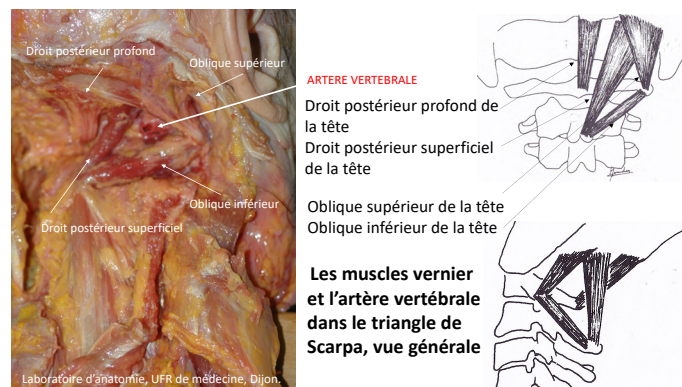 Droit postérieur profond
Oblique supérieur
ARTERE VERTEBRALE
Droit postérieur profond de
la tête
Droit postérieur superficiel
de la tête
Oblique supérieur de la tête
Oblique inférieur de la tête
Oblique inférieur
Droit postérieur superficiel
Les muscles vernier
et l’artère vertébrale
dans le triangle de
Scarpa, vue générale
Laboratoire d’anatomie, UFR de médecine, Dijon.